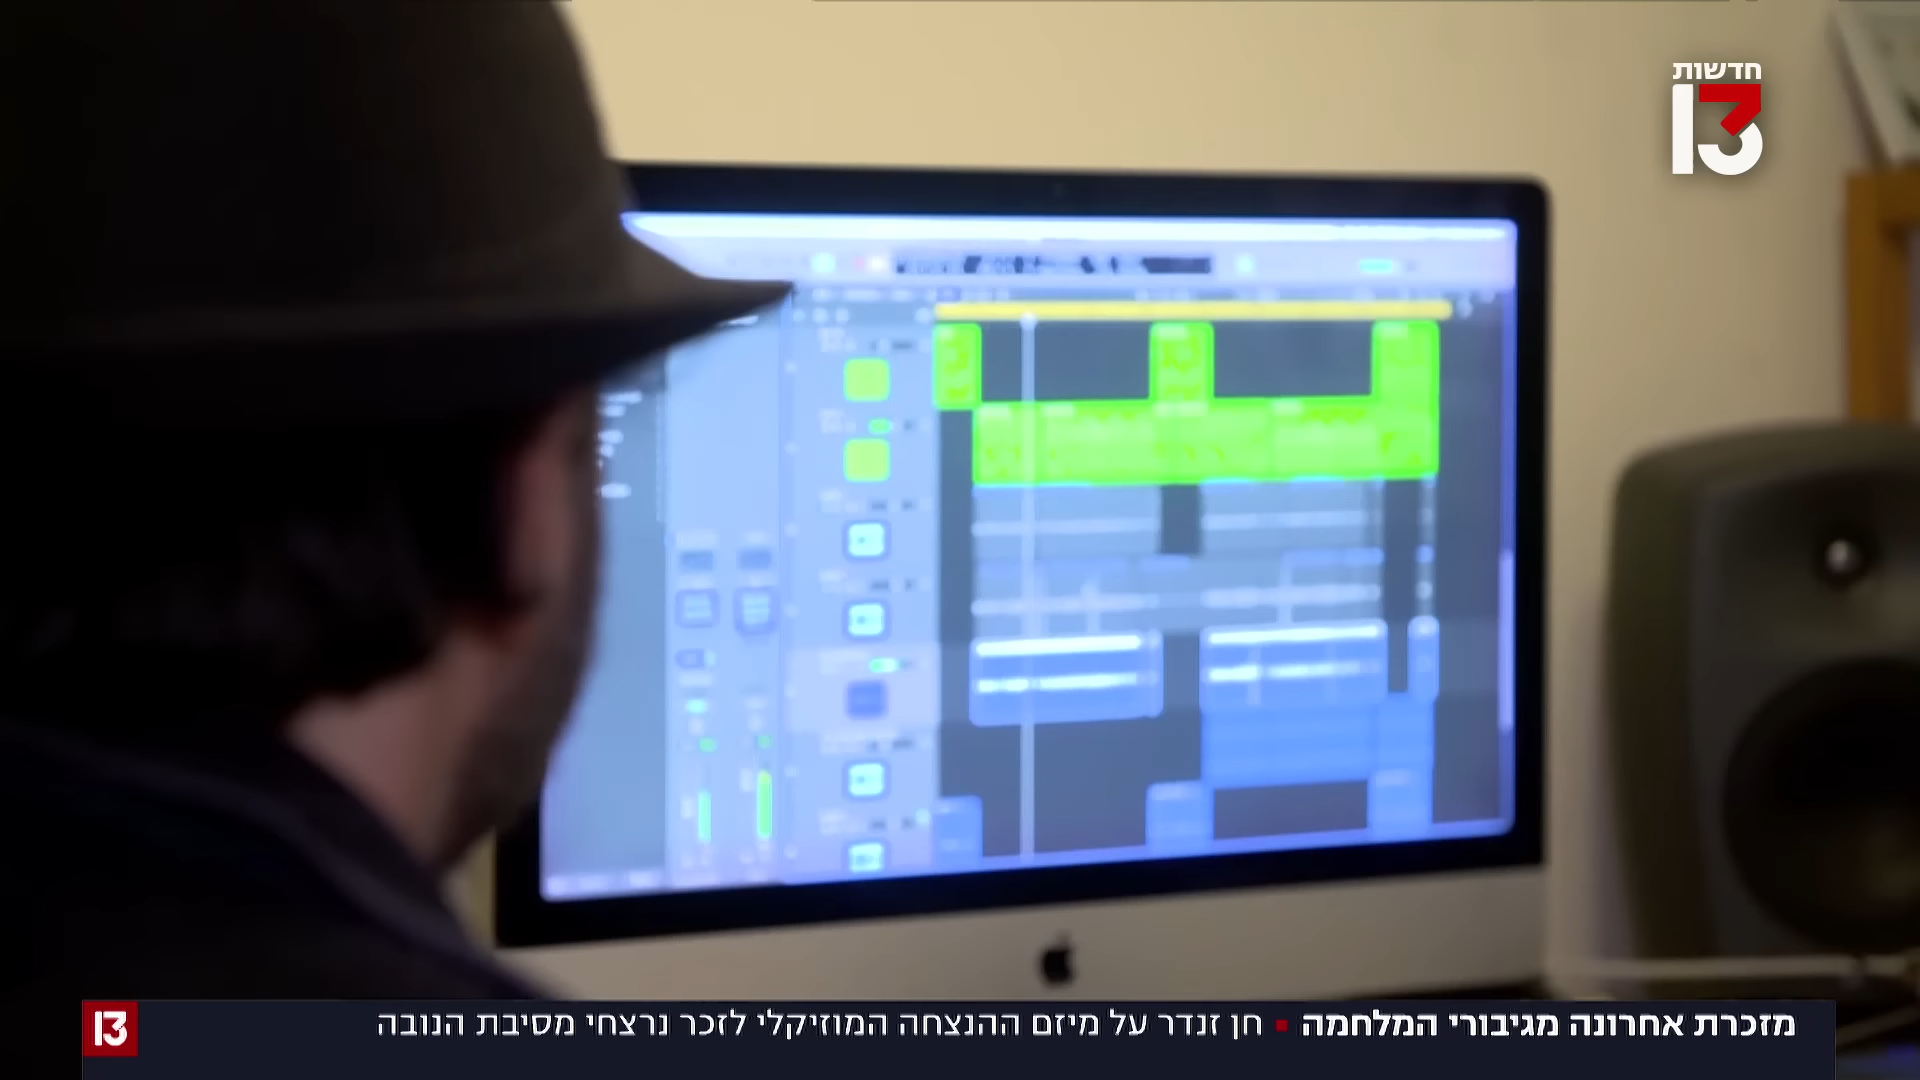 חדשות
13
מזכרת אחרונה מגיבורי המלחמה ▪ חן זנדר על מיזם ההנצחה המוזיקלי לזכר נרצחי מסיבת הנובה
13